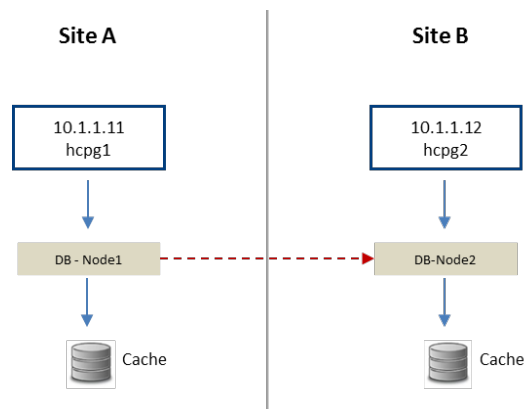 Site A
Site B
10.1.1.11
hcpg1
10.1.1.12
hcpg2
DB - Node1
DB-Node2
Cache
Cache